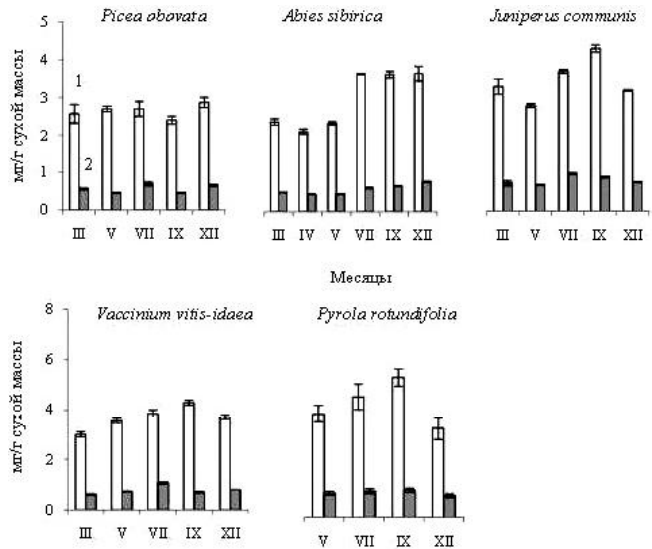 Picea obovata
Abies sibirica
Juniperus communis
мг/г сухой массы
5
4
3
2
1
0
1
2
III V VII IX XII
III IV V VII IX XII
III V VII IX XII
Месяцы
Vaccinium vitis-idaea
Pyrola rotundifolia
мг/г сухой массы
8
6
4
2
0
III V VII IX XII
V VII IX XII